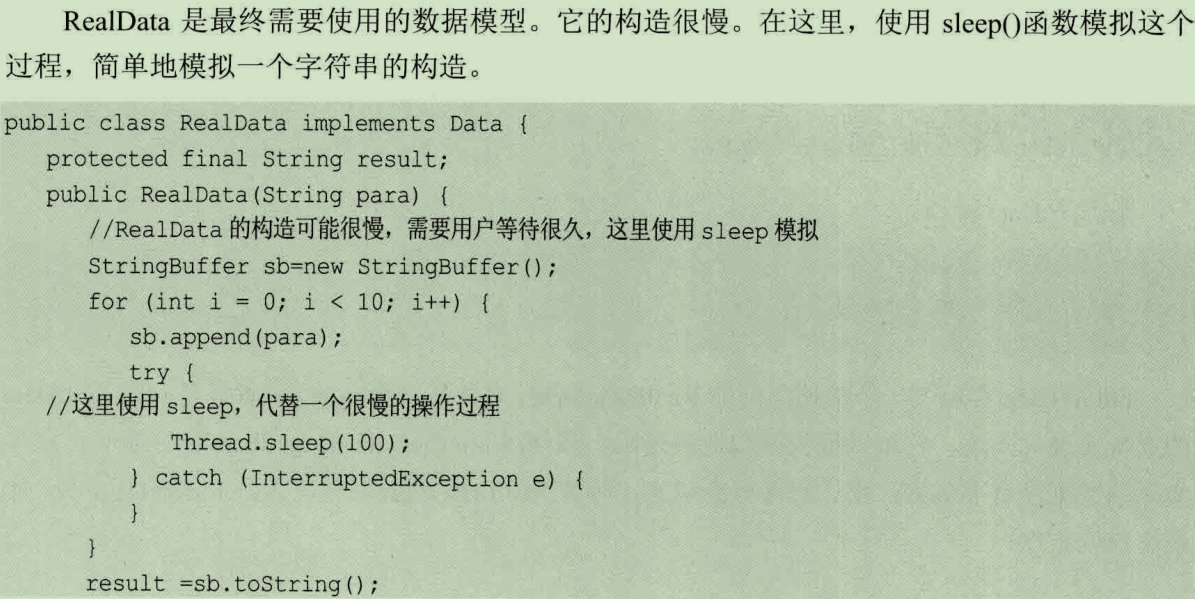 RealData 是最终需要使用的数据模型。它的构造很慢。在这里，使用 sleep()函数模拟这个
过程，简单地模拟一个字符串的构造。
public class RealData implements Data {
protected final String result;
public RealData(String para) {
//RealData 的构造可能很慢，需要用户等待很久，这里使用 sleep 模拟
StringBuffer sb=new StringBuffer();
for (int i = 0; i < 10; i++) {
sb.append(para);
try {
//这里使用 sleep，代替一个很慢的操作过程
Thread.sleep(100);
} catch (InterruptedException e) {
}
}
result =sb.toString();